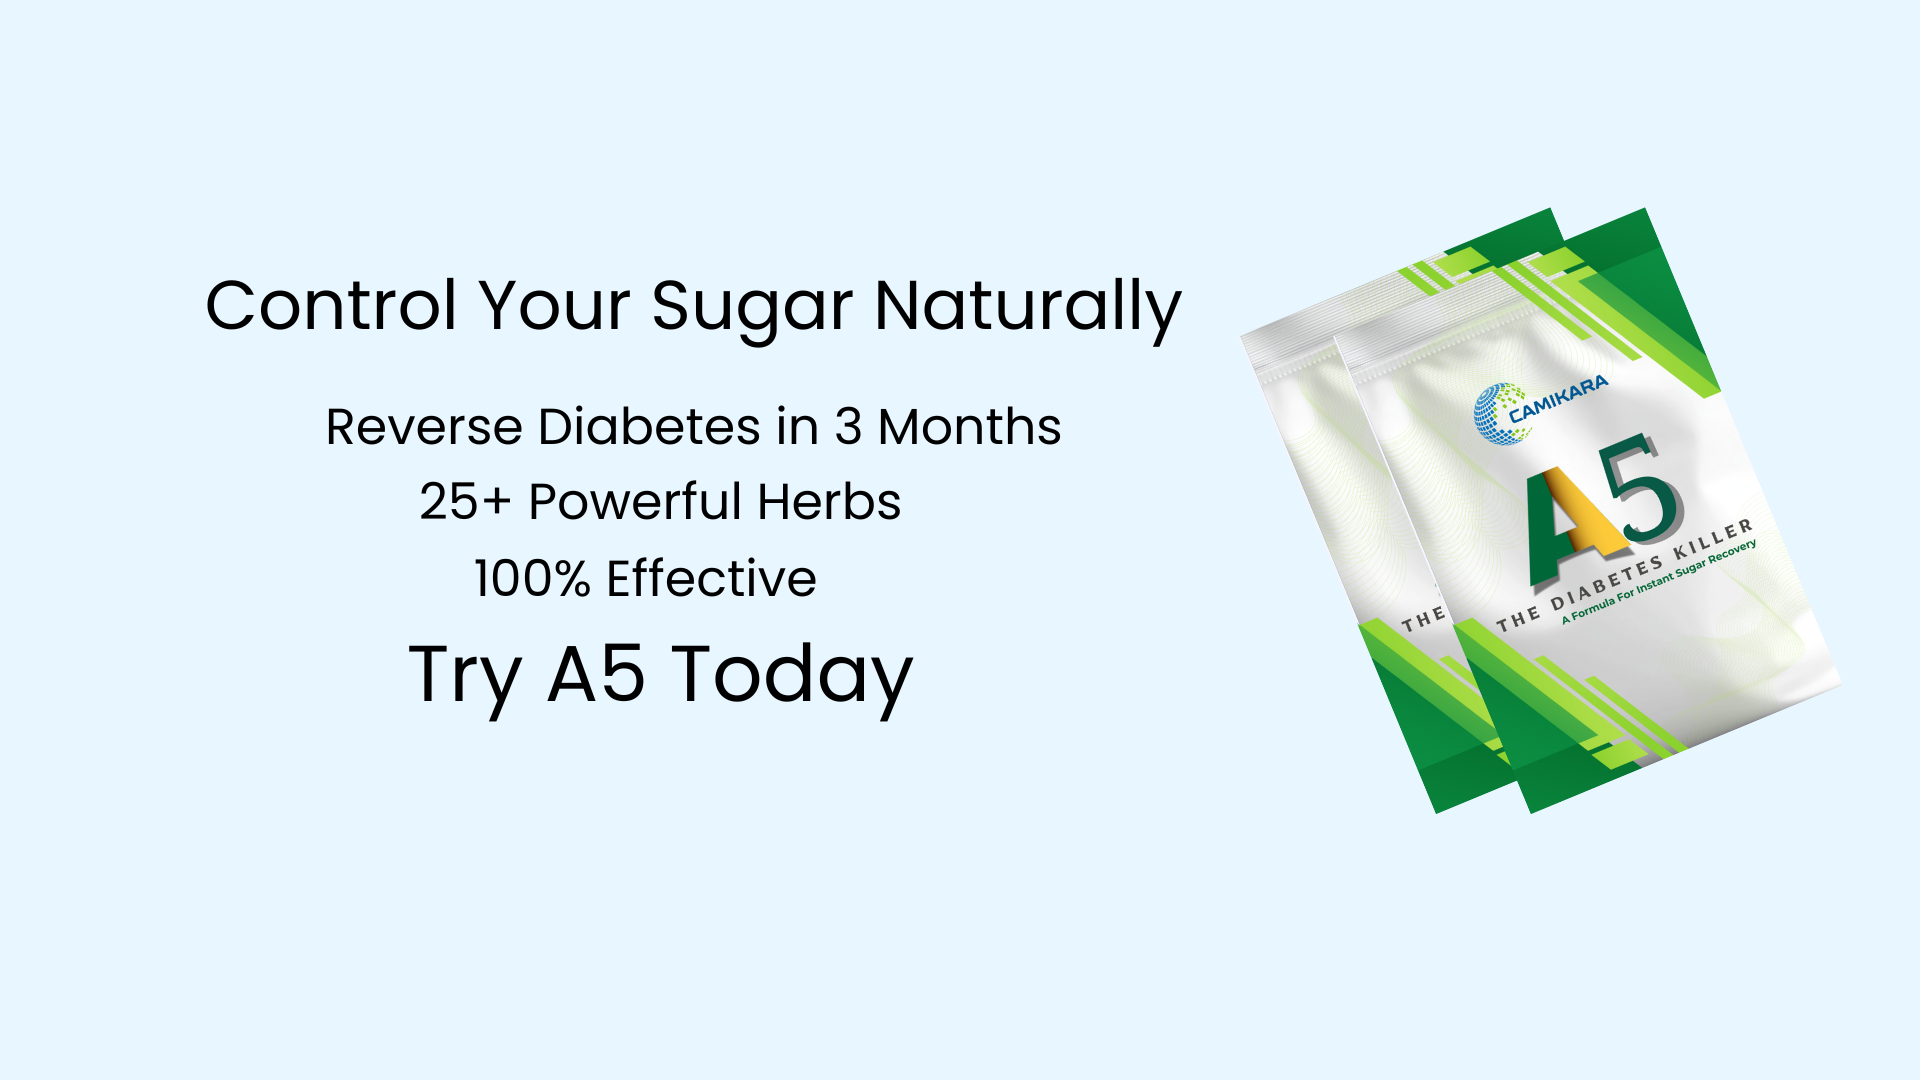 Control Your Sugar Naturally
Reverse Diabetes in 3 Months
25+ Powerful Herbs
100% Effective
Try A5 Today
CAMIKARA
A5
THE DIABETES KILLER
A Formula For Instant Sugar Recovery
THE